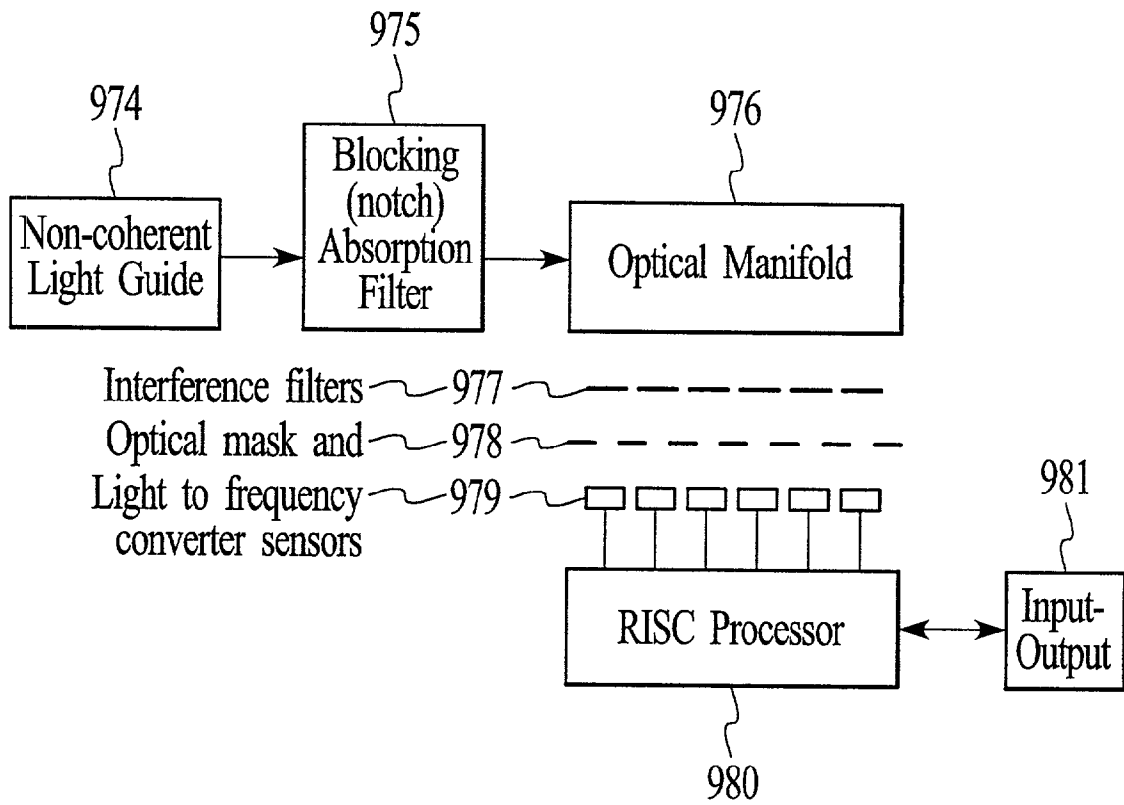 975
974
976
Blocking
(notch)
Absorption
Filter
Non-coherent
Light Guide
Optical Manifold
Interference filters 977
Optical mask and 978
Light to frequency 979
converter sensors
981
RISC Processor
Input-
Output
980